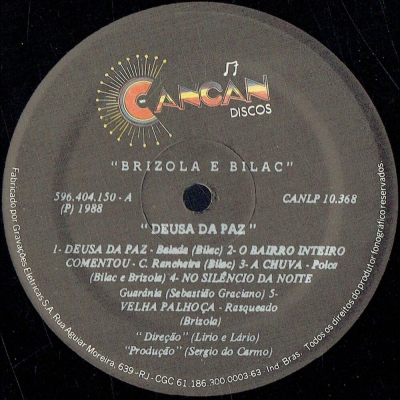 CANCAN
DISCOS
"BRIZOLA E BILAC"
596.404.150 - A
(P) 1988
CANLP 10.368
"DEUSA DA PAZ"
1- DEUSA DA PAZ - Balada (Bilac) 2- O BAIRRO INTEIRO
COMENTOU - C. Rancheira (Bilac) 3- A CHUVA - Polca
(Bilac e Brizola) 4- NO SILÊNCIO DA NOITE
Guarânia (Sebastião Graciano) 5-
VELHA PALHOÇA - Rasqueado
(Brizola)
"Direção" (Lirio e Lário)
"Produção" (Sergio do Carmo)
Fabricado por Gravações Elétricas S.A. Rua Aguiar Moreira, 639 - RJ - CGC 61.186.300.0003.63 - Ind. Bras. Todos os direitos do produtor fonográfico reservados.